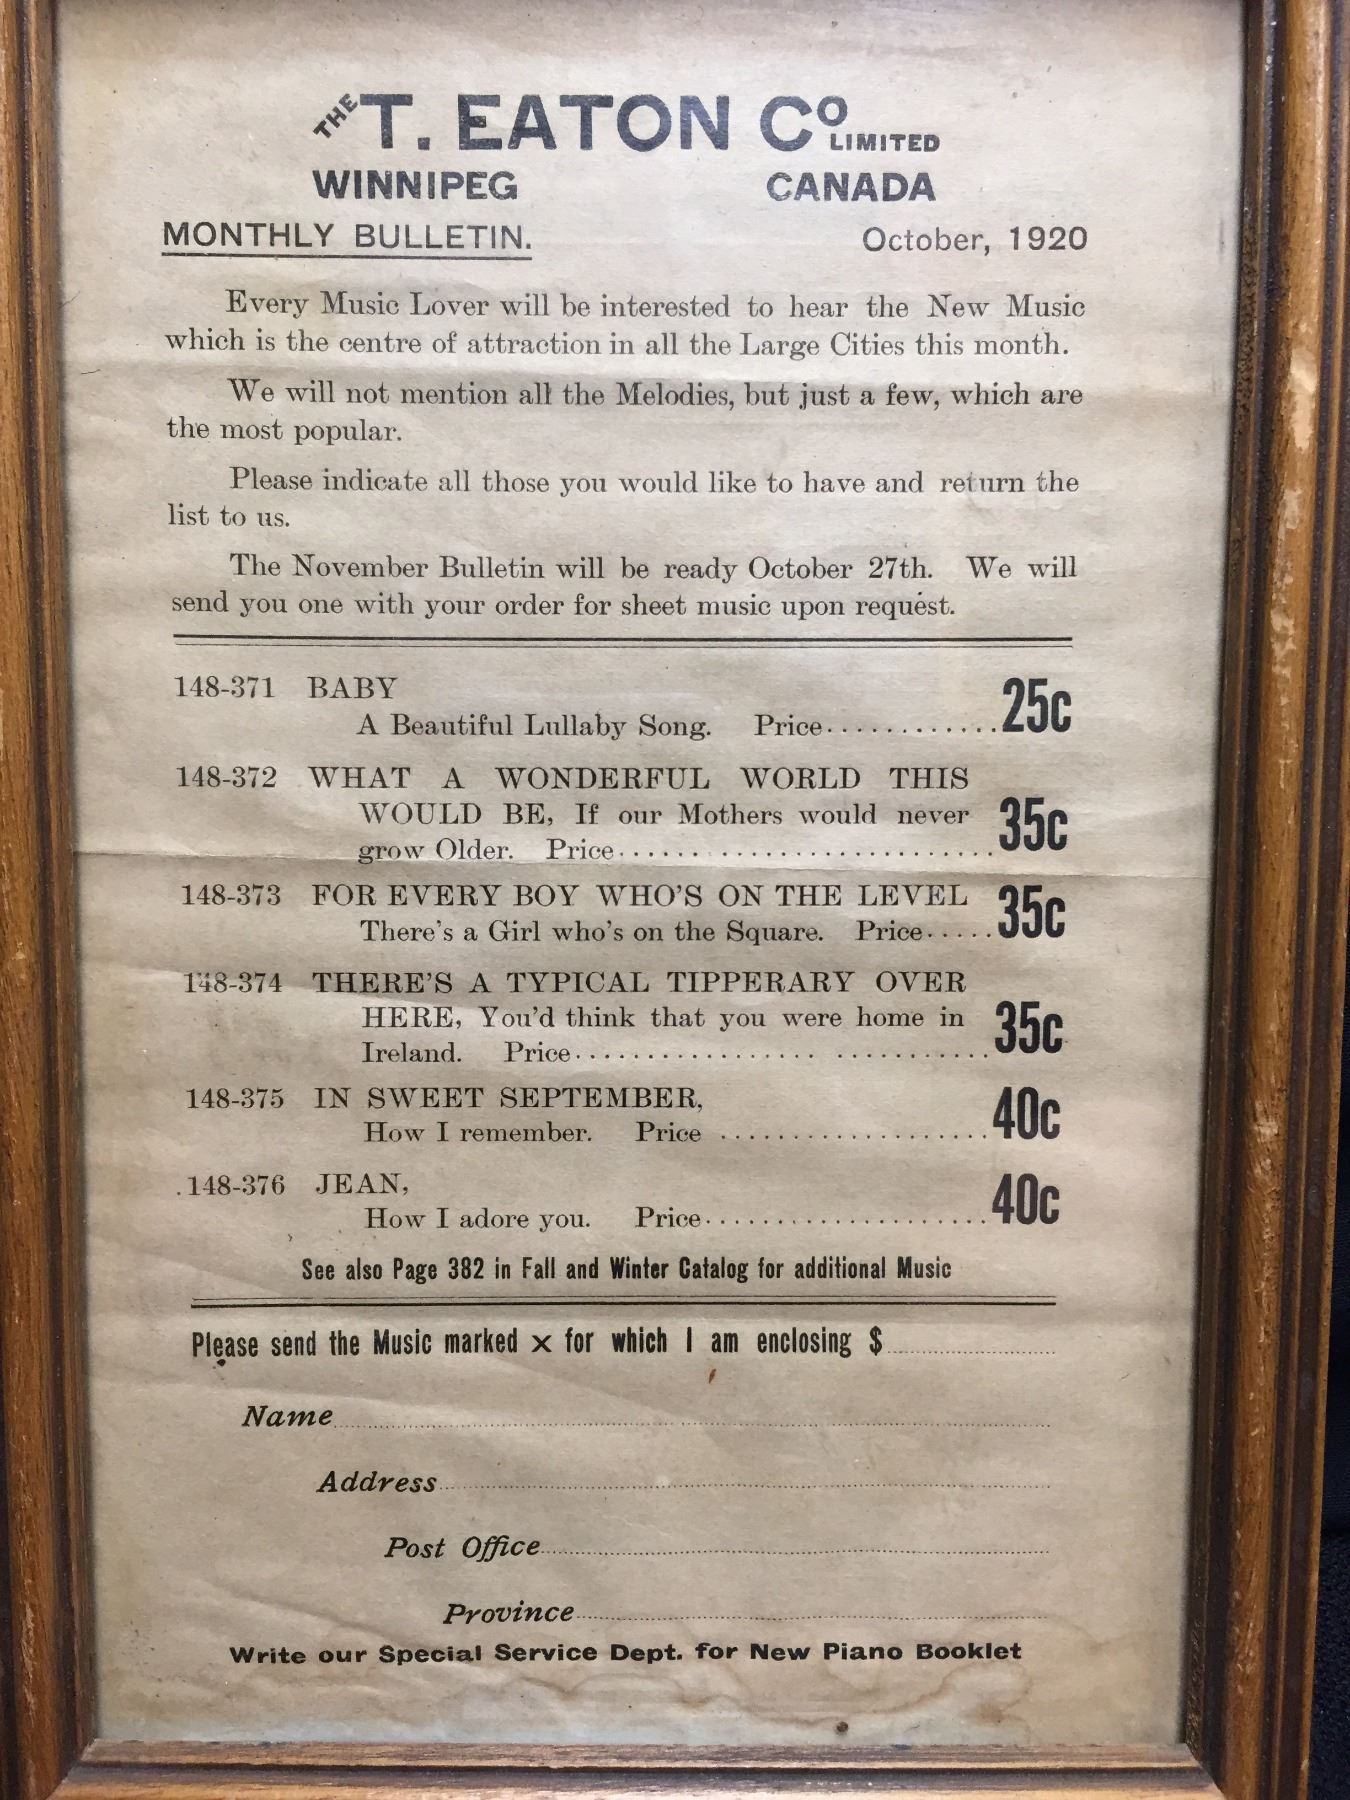 THE T. EATON Co LIMITED
WINNIPEG CANADA
MONTHLY BULLETIN. October, 1920
Every Music Lover will be interested to hear the New Music
which is the centre of attraction in all the Large Cities this month.
We will not mention all the Melodies, but just a few, which are
the most popular.
Please indicate all those you would like to have and return the
list to us.
The November Bulletin will be ready October 27th. We will
send you one with your order for sheet music upon request.
148-371 BABY
A Beautiful Lullaby Song. Price............25c
148-372 WHAT A WONDERFUL WORLD THIS
WOULD BE, If our Mothers would never
grow Older. Price..........................35c
148-373 FOR EVERY BOY WHO'S ON THE LEVEL
There's a Girl who's on the Square. Price.....35c
148-374 THERE'S A TYPICAL TIPPERARY OVER
HERE, You'd think that you were home in
Ireland. Price............................35c
148-375 IN SWEET SEPTEMBER,
How I remember. Price ...................40c
148-376 JEAN,
How I adore you. Price....................40c
See also Page 382 in Fall and Winter Catalog for additional Music
Please send the Music marked x for which I am enclosing $....................
Name
Address
Post Office
Province
Write our Special Service Dept. for New Piano Booklet